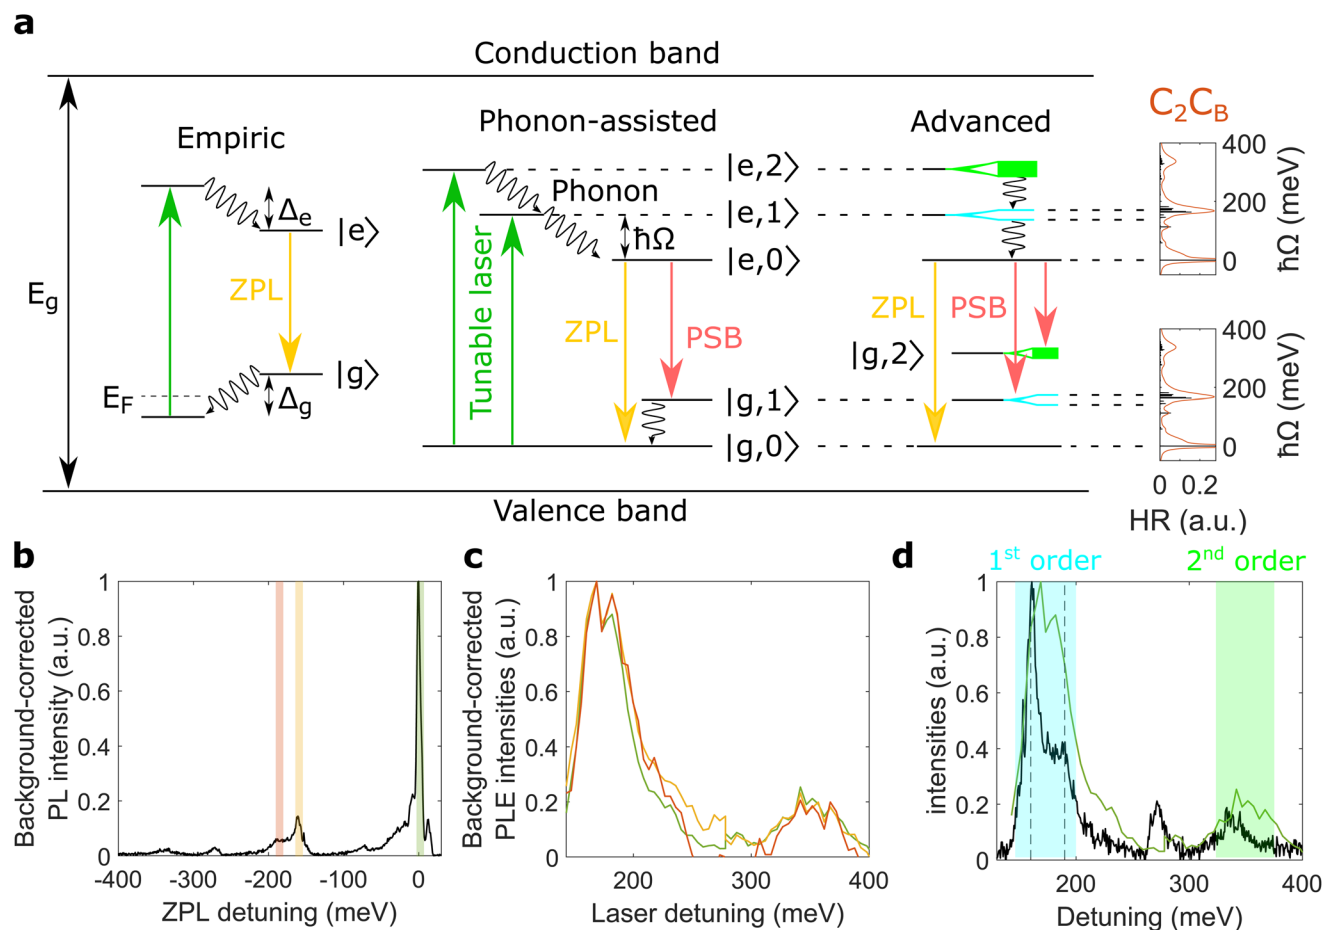 a
Conduction band
Empiric
Phonon-assisted
Advanced
C₂C_B
E_g
E_F
Δ_e
|e⟩
ZPL
|g⟩
Δ_g
Tunable laser
Phonon
|e,2⟩
|e,1⟩
ħΩ
|e,0⟩
ZPL
PSB
|g,1⟩
|g,0⟩
ZPL
PSB
|g,2⟩
400
200
0
ħΩ (meV)
400
200
0
ħΩ (meV)
0 0.2
HR (a.u.)
Valence band
b
Background-corrected
PL intensity (a.u.)
1
0.8
0.6
0.4
0.2
0
-400 -300 -200 -100 0
ZPL detuning (meV)
c
Background-corrected
PLE intensities (a.u.)
1
0.8
0.6
0.4
0.2
0
200 300 400
Laser detuning (meV)
d
1st order
2nd order
intensities (a.u.)
1
0.8
0.6
0.4
0.2
0
200 300 400
Detuning (meV)